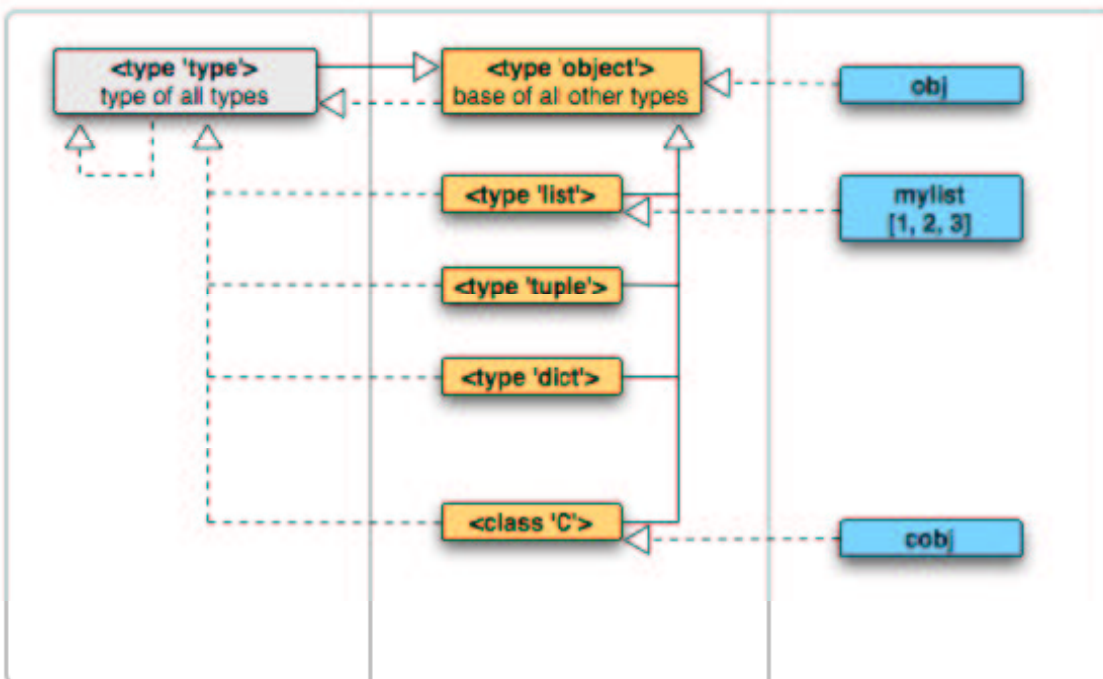 <type 'type'>
type of all types
<type 'object'>
base of all other types
obj
<type 'list'>
mylist
[1, 2, 3]
<type 'tuple'>
<type 'dict'>
<class 'C'>
cobj